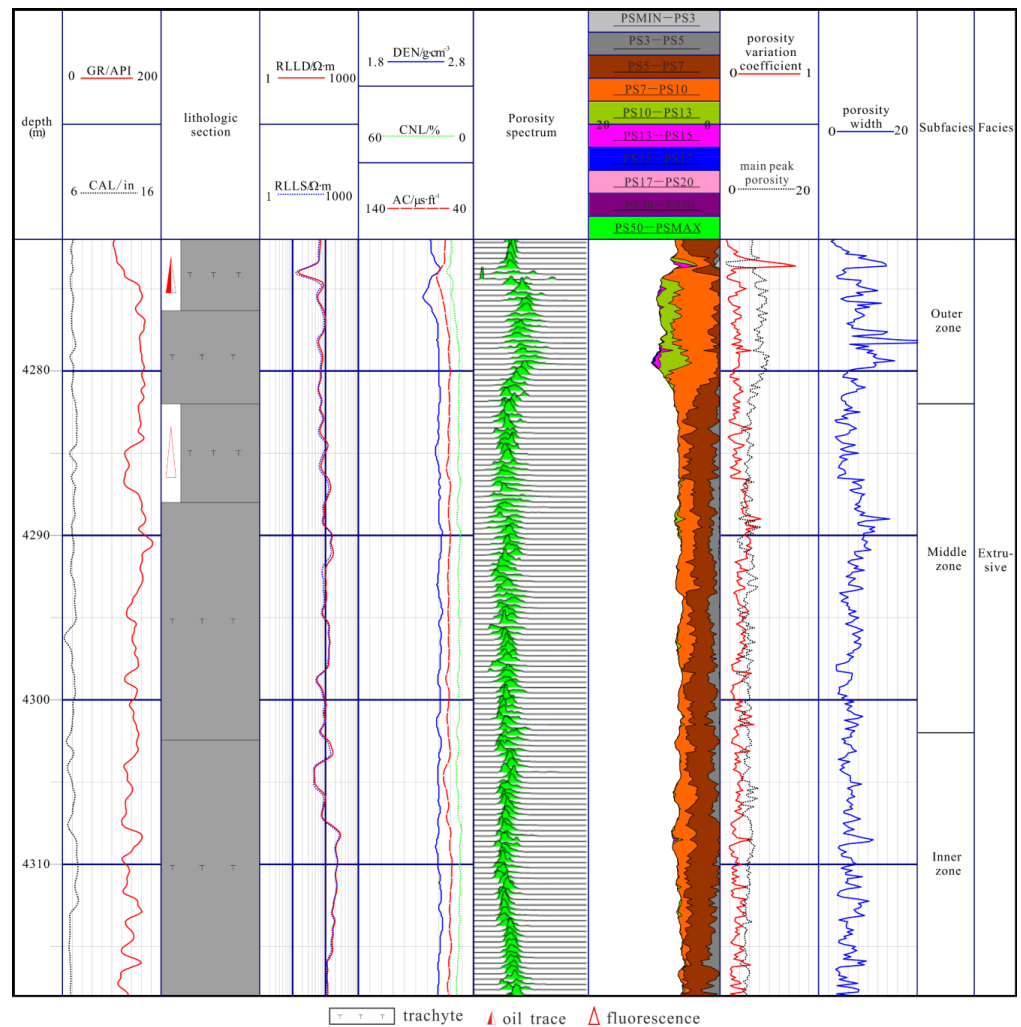 depth
(m)
0 GR/API 200
6 CAL/in 16
lithologic
section
RLLD/Ω·m
1 1000
RLLS/Ω·m
1 1000
DEN/g·cm⁻³
1.8 2.8
CNL/%
60 0
AC/μs·ft⁻¹
140 40
Porosity
spectrum
PSMIN－PS3
PS3－PS5
PS5－PS7
PS7－PS10
PS10－PS13
20 0
PS13－PS15
PS17－PS20
PS50－PSMAX
porosity
variation
coefficient
0 1
main peak
porosity
0 20
porosity
width
0 20
Subfacies
Facies
4280
4290
4300
4310
Outer
zone
Middle
zone
Inner
zone
Extru-
sive
trachyte
oil trace
fluorescence